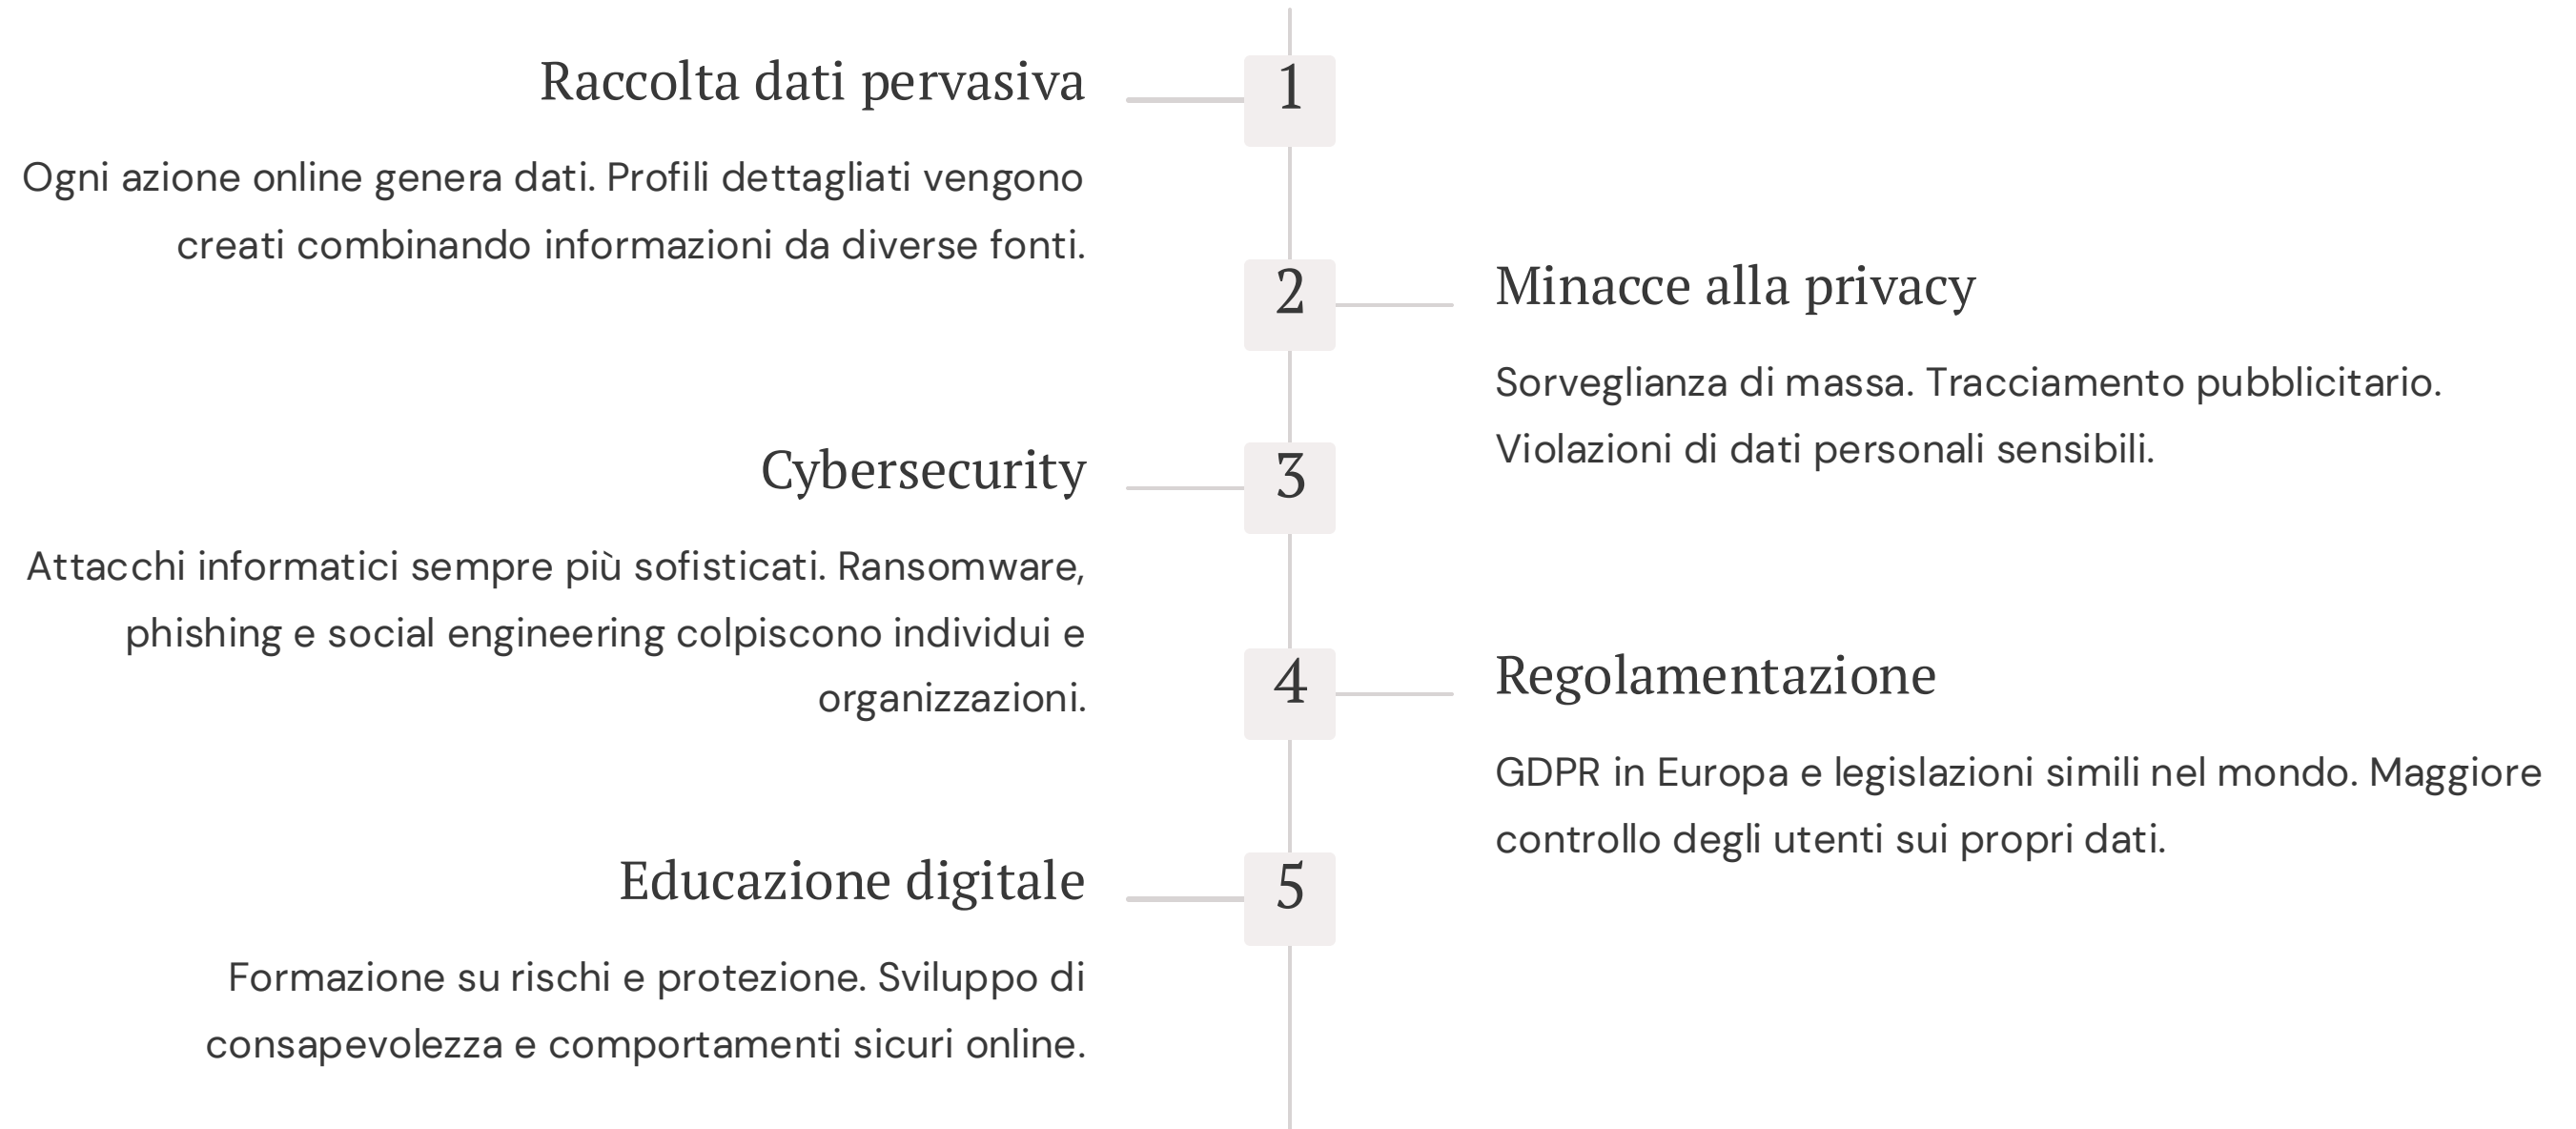 1
Raccolta dati pervasiva
Ogni azione online genera dati. Profili dettagliati vengono
creati combinando informazioni da diverse fonti.
2
Minacce alla privacy
Sorveglianza di massa. Tracciamento pubblicitario.
Violazioni di dati personali sensibili.
3
Cybersecurity
Attacchi informatici sempre più sofisticati. Ransomware,
phishing e social engineering colpiscono individui e
organizzazioni.
4
Regolamentazione
GDPR in Europa e legislazioni simili nel mondo. Maggiore
controllo degli utenti sui propri dati.
5
Educazione digitale
Formazione su rischi e protezione. Sviluppo di
consapevolezza e comportamenti sicuri online.